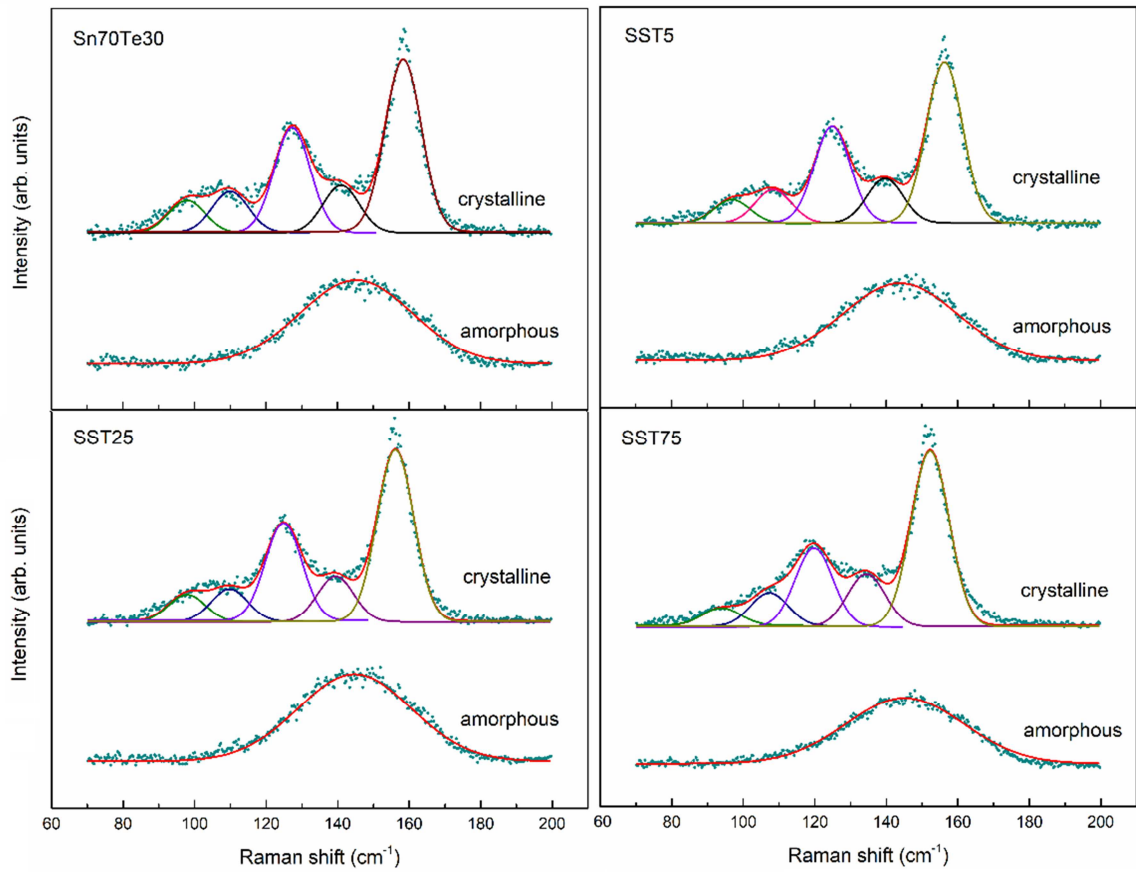 Sn70Te30
SST5
Intensity (arb. units)
crystalline
crystalline
amorphous
amorphous
SST25
SST75
Intensity (arb. units)
crystalline
crystalline
amorphous
amorphous
60 80 100 120 140 160 180 200 60 80 100 120 140 160 180 200
Raman shift (cm⁻¹) Raman shift (cm⁻¹)